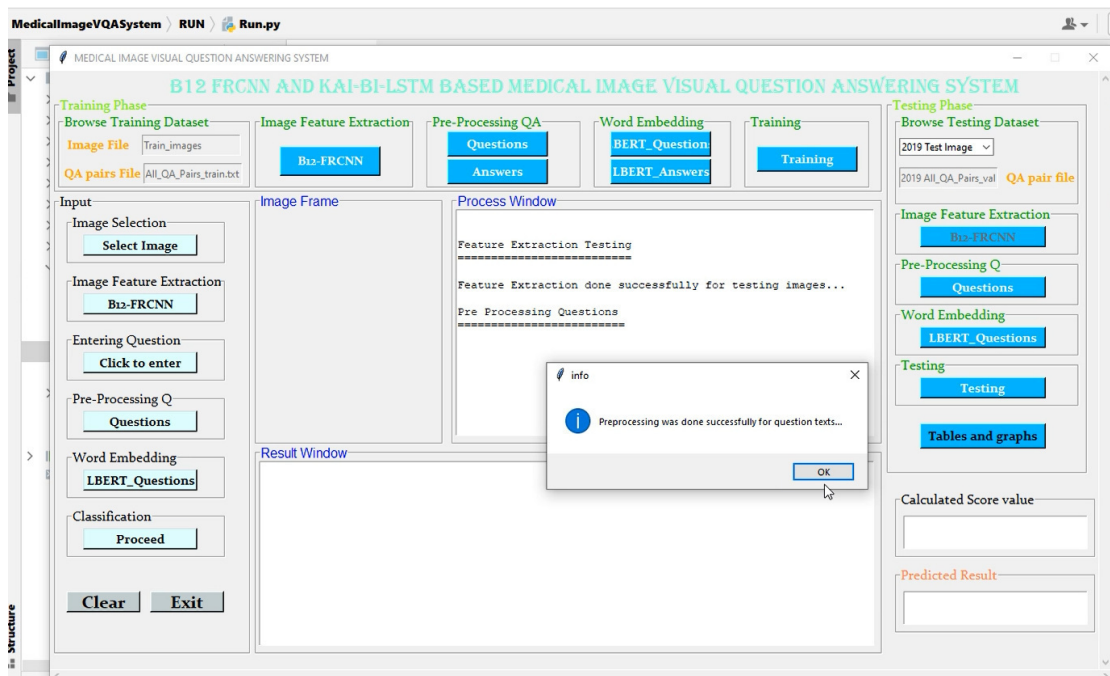 MedicalImageVQASystem RUN Run.py
Project
MEDICAL IMAGE VISUAL QUESTION ANSWERING SYSTEM
B12 FRCNN AND KAI-BI-LSTM BASED MEDICAL IMAGE VISUAL QUESTION ANSWERING SYSTEM
Training Phase
Browse Training Dataset
Image File Train_images
QA pairs File All_QA_Pairs_train.txt
Image Feature Extraction
B12-FRCNN
Pre-Processing QA
Questions
Answers
Word Embedding
BERT_Question
LBERT_Answers
Training
Training
Testing Phase
Browse Testing Dataset
2019 Test Image
2019 All_QA_Pairs_val QA pair file
Image Feature Extraction
B12-FRCNN
Pre-Processing Q
Questions
Word Embedding
LBERT_Questions
Testing
Testing
Tables and graphs
Input
Image Selection
Select Image
Image Feature Extraction
B12-FRCNN
Entering Question
Click to enter
Pre-Processing Q
Questions
Word Embedding
LBERT_Questions
Classification
Proceed
Clear Exit
Image Frame
Process Window
Feature Extraction Testing
==========================
Feature Extraction done successfully for testing images...
Pre Processing Questions
=========================
info
Preprocessing was done successfully for question texts...
OK
Result Window
Calculated Score value
Predicted Result
Structure